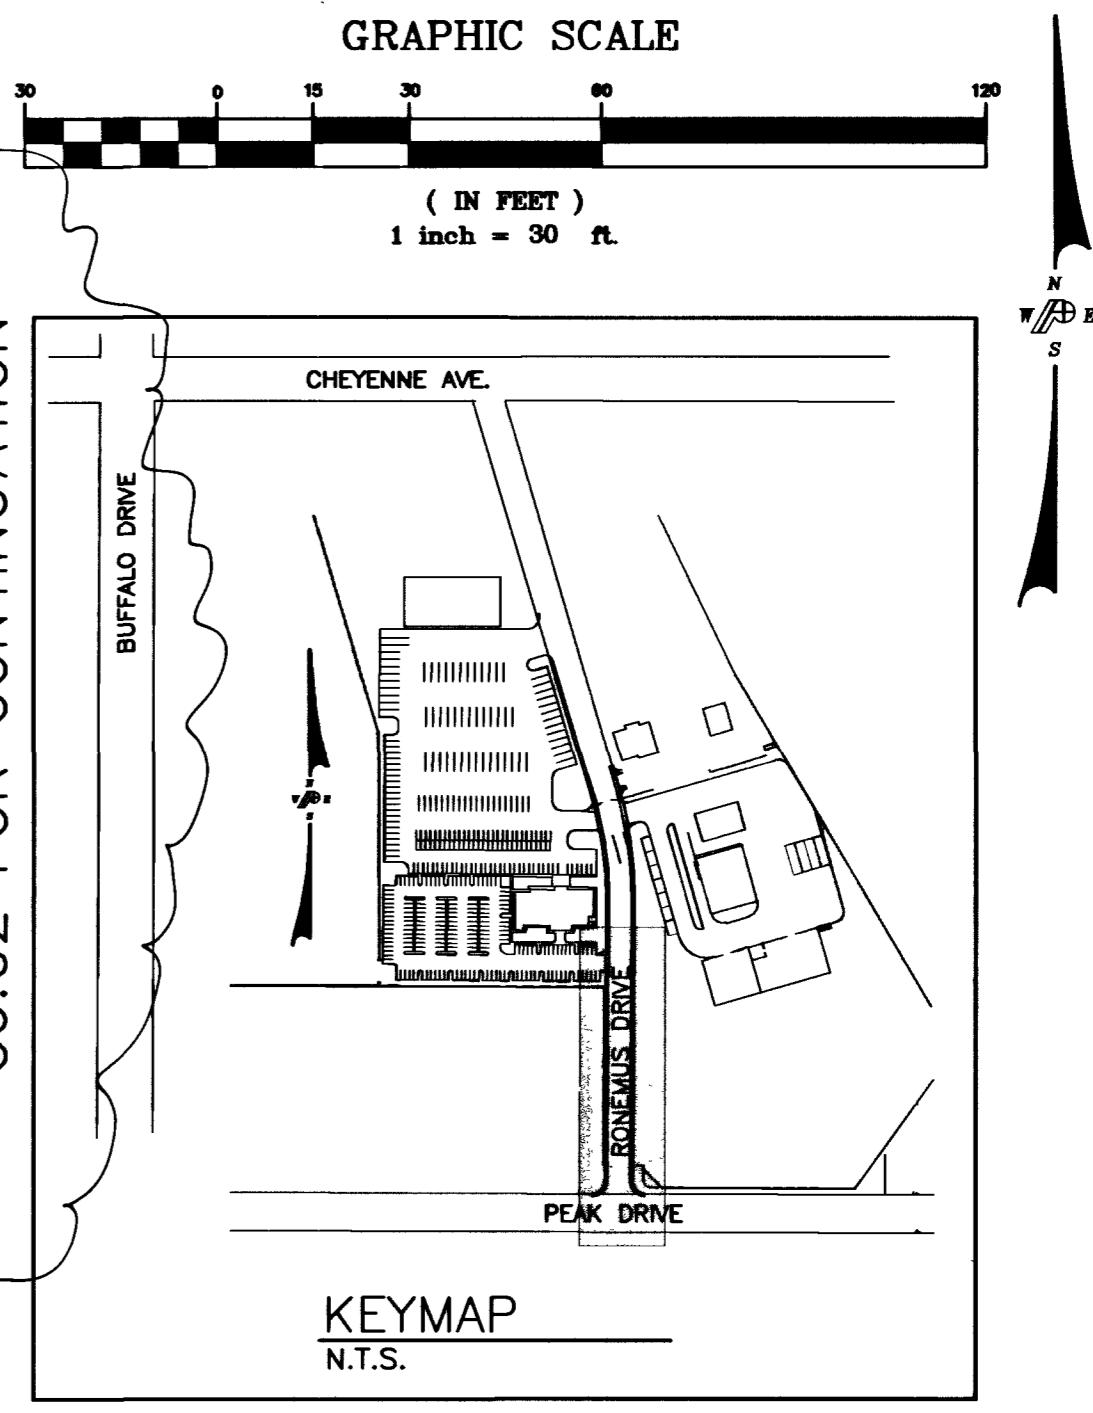 GRAPHIC SCALE
30 0 15 30 60 120
( IN FEET )
1 inch = 30 ft.
N
W E
S
CHEYENNE AVE.
BUFFALO DRIVE
FOR
N
W E
S
RONEMUS DRIVE
PEAK DRIVE
KEYMAP
N.T.S.